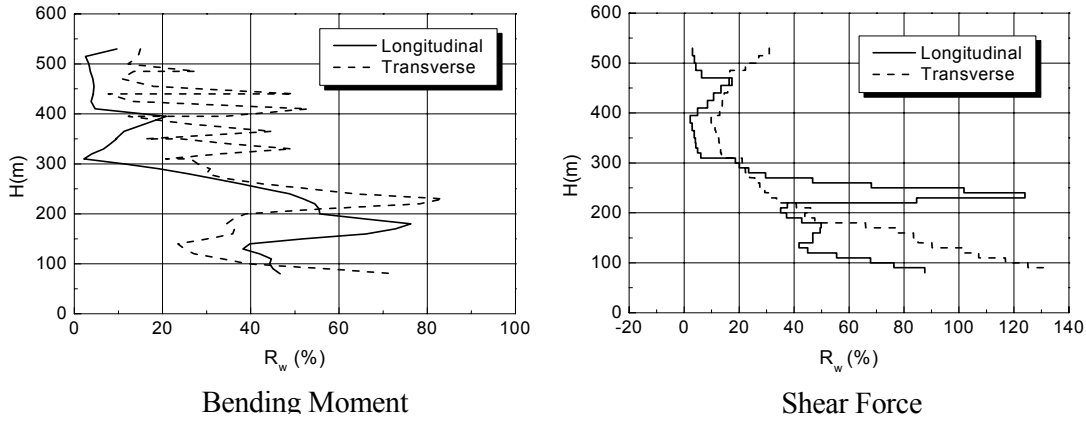 600
500
400
300
200
100
0
H(m)
Longitudinal
Transverse
0 20 40 60 80 100
R_w (%)
Bending Moment
600
500
400
300
200
100
0
H(m)
Longitudinal
Transverse
-20 0 20 40 60 80 100 120 140
R_w (%)
Shear Force